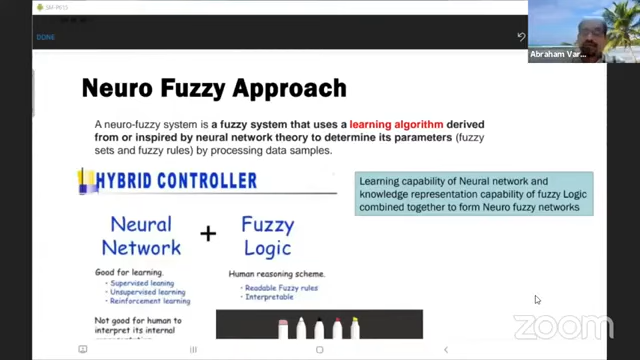 DONE
Abraham Var
Neuro Fuzzy Approach
A neuro-fuzzy system is a fuzzy system that uses a learning algorithm derived
from or inspired by neural network theory to determine its parameters (fuzzy
sets and fuzzy rules) by processing data samples.
HYBRID CONTROLLER
Learning capability of Neural network and
knowledge representation capability of fuzzy Logic
combined together to form Neuro fuzzy networks
Neural
Network
+
Fuzzy
Logic
Good for learning.
• Supervised leaning
• Unsupervised learning
• Reinforcement learning
Not good for human to
interpret its internal
Human reasoning scheme.
• Readable Fuzzy rules
• Interpretable
zoom